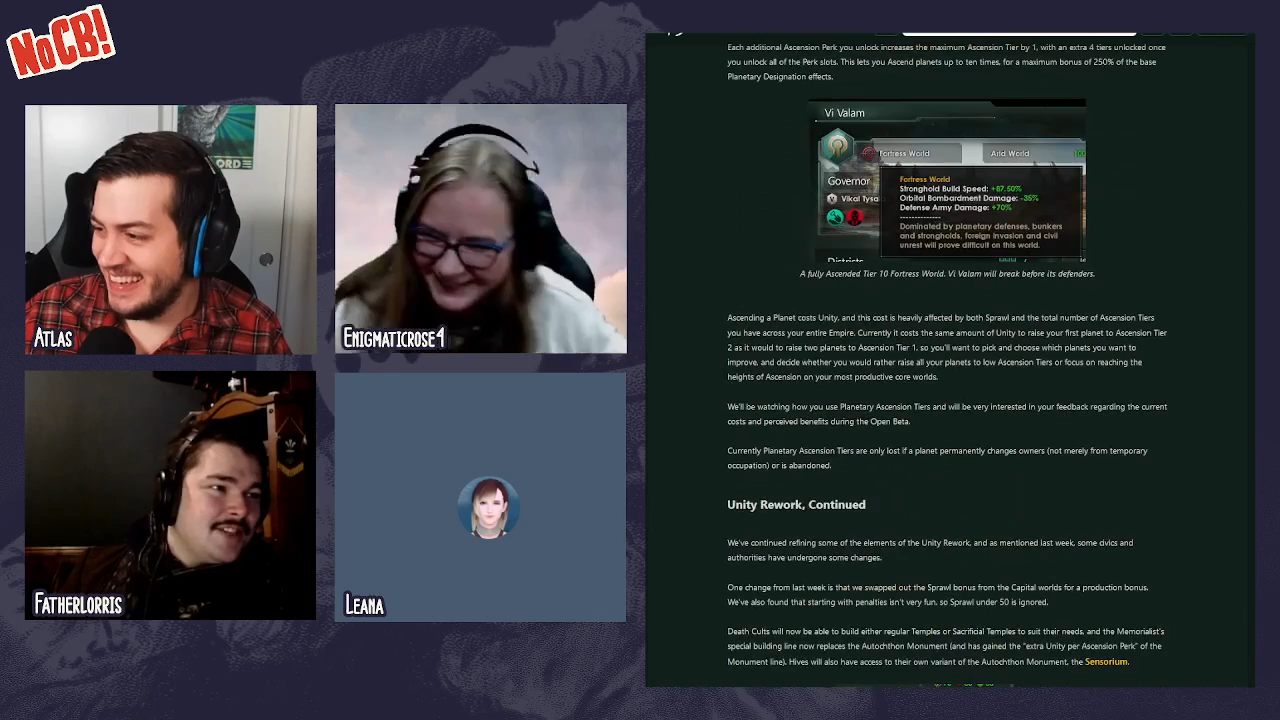 NoCB!
Atlas
EnigmaticRose4
FatherLorris
Leana
Each additional Ascension Perk you unlock increases the maximum Ascension Tier by 1, with an extra 4 tiers unlocked once
you unlock all of the Perk slots. This lets you Ascend planets up to ten times, for a maximum bonus of 250% of the base
Planetary Designation effects.
Vi Valam
Fortress World
Arid World
Governor
Vikal Tysa
Fortress World
Stronghold Build Speed: +87.50%
Orbital Bombardment Damage: -35%
Defense Army Damage: +70%
--------------
Dominated by planetary defenses, bunkers
and strongholds, foreign invasion and civil
unrest will prove difficult on this world.
Districts
A fully Ascended Tier 10 Fortress World. Vi Valam will break before its defenders.
Ascending a Planet costs Unity, and this cost is heavily affected by both Sprawl and the total number of Ascension Tiers
you have across your entire Empire. Currently it costs the same amount of Unity to raise your first planet to Ascension Tier
2 as it would to raise two planets to Ascension Tier 1, so you'll want to pick and choose which planets you want to
improve, and decide whether you would rather raise all your planets to low Ascension Tiers or focus on reaching the
heights of Ascension on your most productive core worlds.
We'll be watching how you use Planetary Ascension Tiers and will be very interested in your feedback regarding the current
costs and perceived benefits during the Open Beta.
Currently Planetary Ascension Tiers are only lost if a planet permanently changes owners (not merely from temporary
occupation) or is abandoned.
Unity Rework, Continued
We've continued refining some of the elements of the Unity Rework, and as mentioned last week, some civics and
authorities have undergone some changes.
One change from last week is that we swapped out the Sprawl bonus from the Capital worlds for a production bonus.
We've also found that starting with penalties isn't very fun, so Sprawl under 50 is ignored.
Death Cults will now be able to build either regular Temples or Sacrificial Temples to suit their needs, and the Memorialist's
special building line now replaces the Autochthon Monument (and has gained the "extra Unity per Ascension Perk" of the
Monument line). Hives will also have access to their own variant of the Autochthon Monument, the Sensorium.